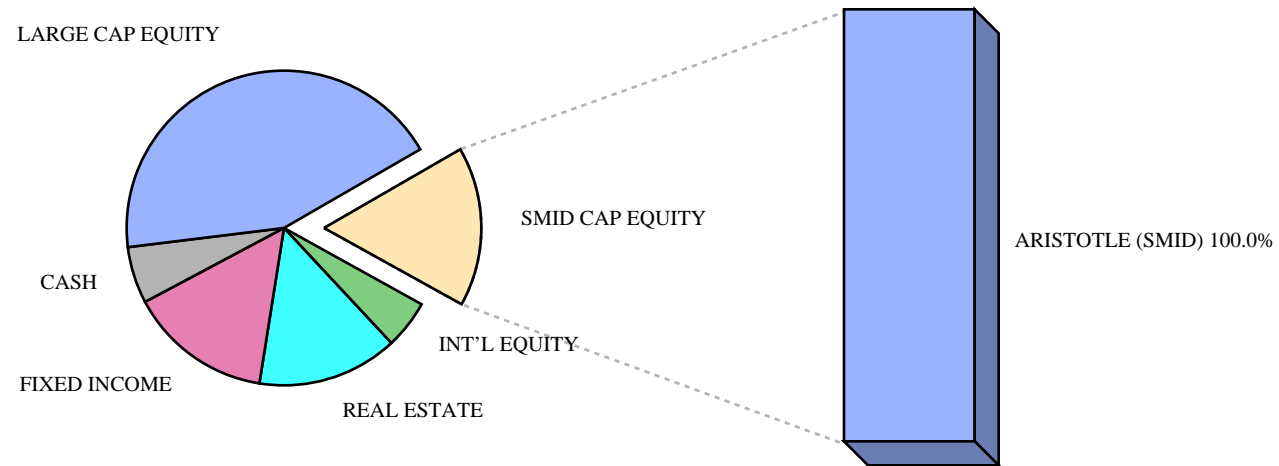 LARGE CAP EQUITY
SMID CAP EQUITY
ARISTOTLE (SMID) 100.0%
CASH
INT'L EQUITY
FIXED INCOME
REAL ESTATE